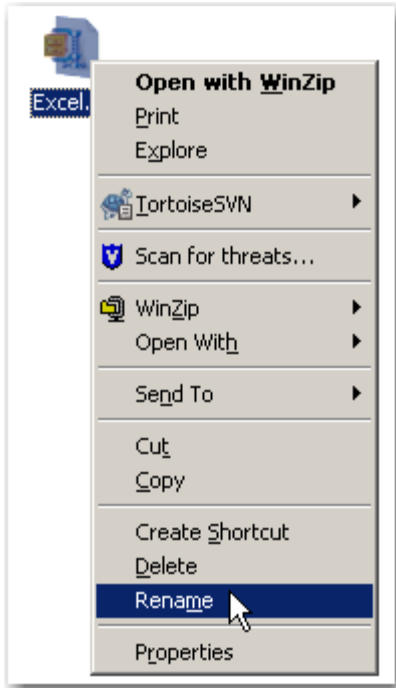 Excel.
Open with WinZip
Print
Explore
TortoiseSVN
Scan for threats...
WinZip
Open With
Send To
Cut
Copy
Create Shortcut
Delete
Rename
Properties